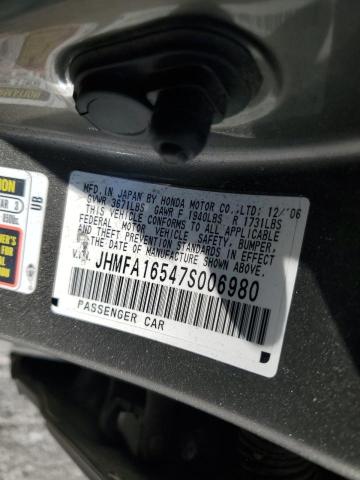 MFD. IN JAPAN BY HONDA MOTOR CO.,LTD; 12/'06
GVWR 3671LBS GAWR F 1940LBS R 1731LBS
THIS VEHICLE CONFORMS TO ALL APPLICABLE
FEDERAL MOTOR VEHICLE SAFETY, BUMPER,
AND THEFT PREVENTION STANDARDS IN EFFECT
ON THE DATE OF MANUFACTURE SHOWN ABOVE.
V.I.N. JHMFA16547S006980
PASSENGER CAR
UB